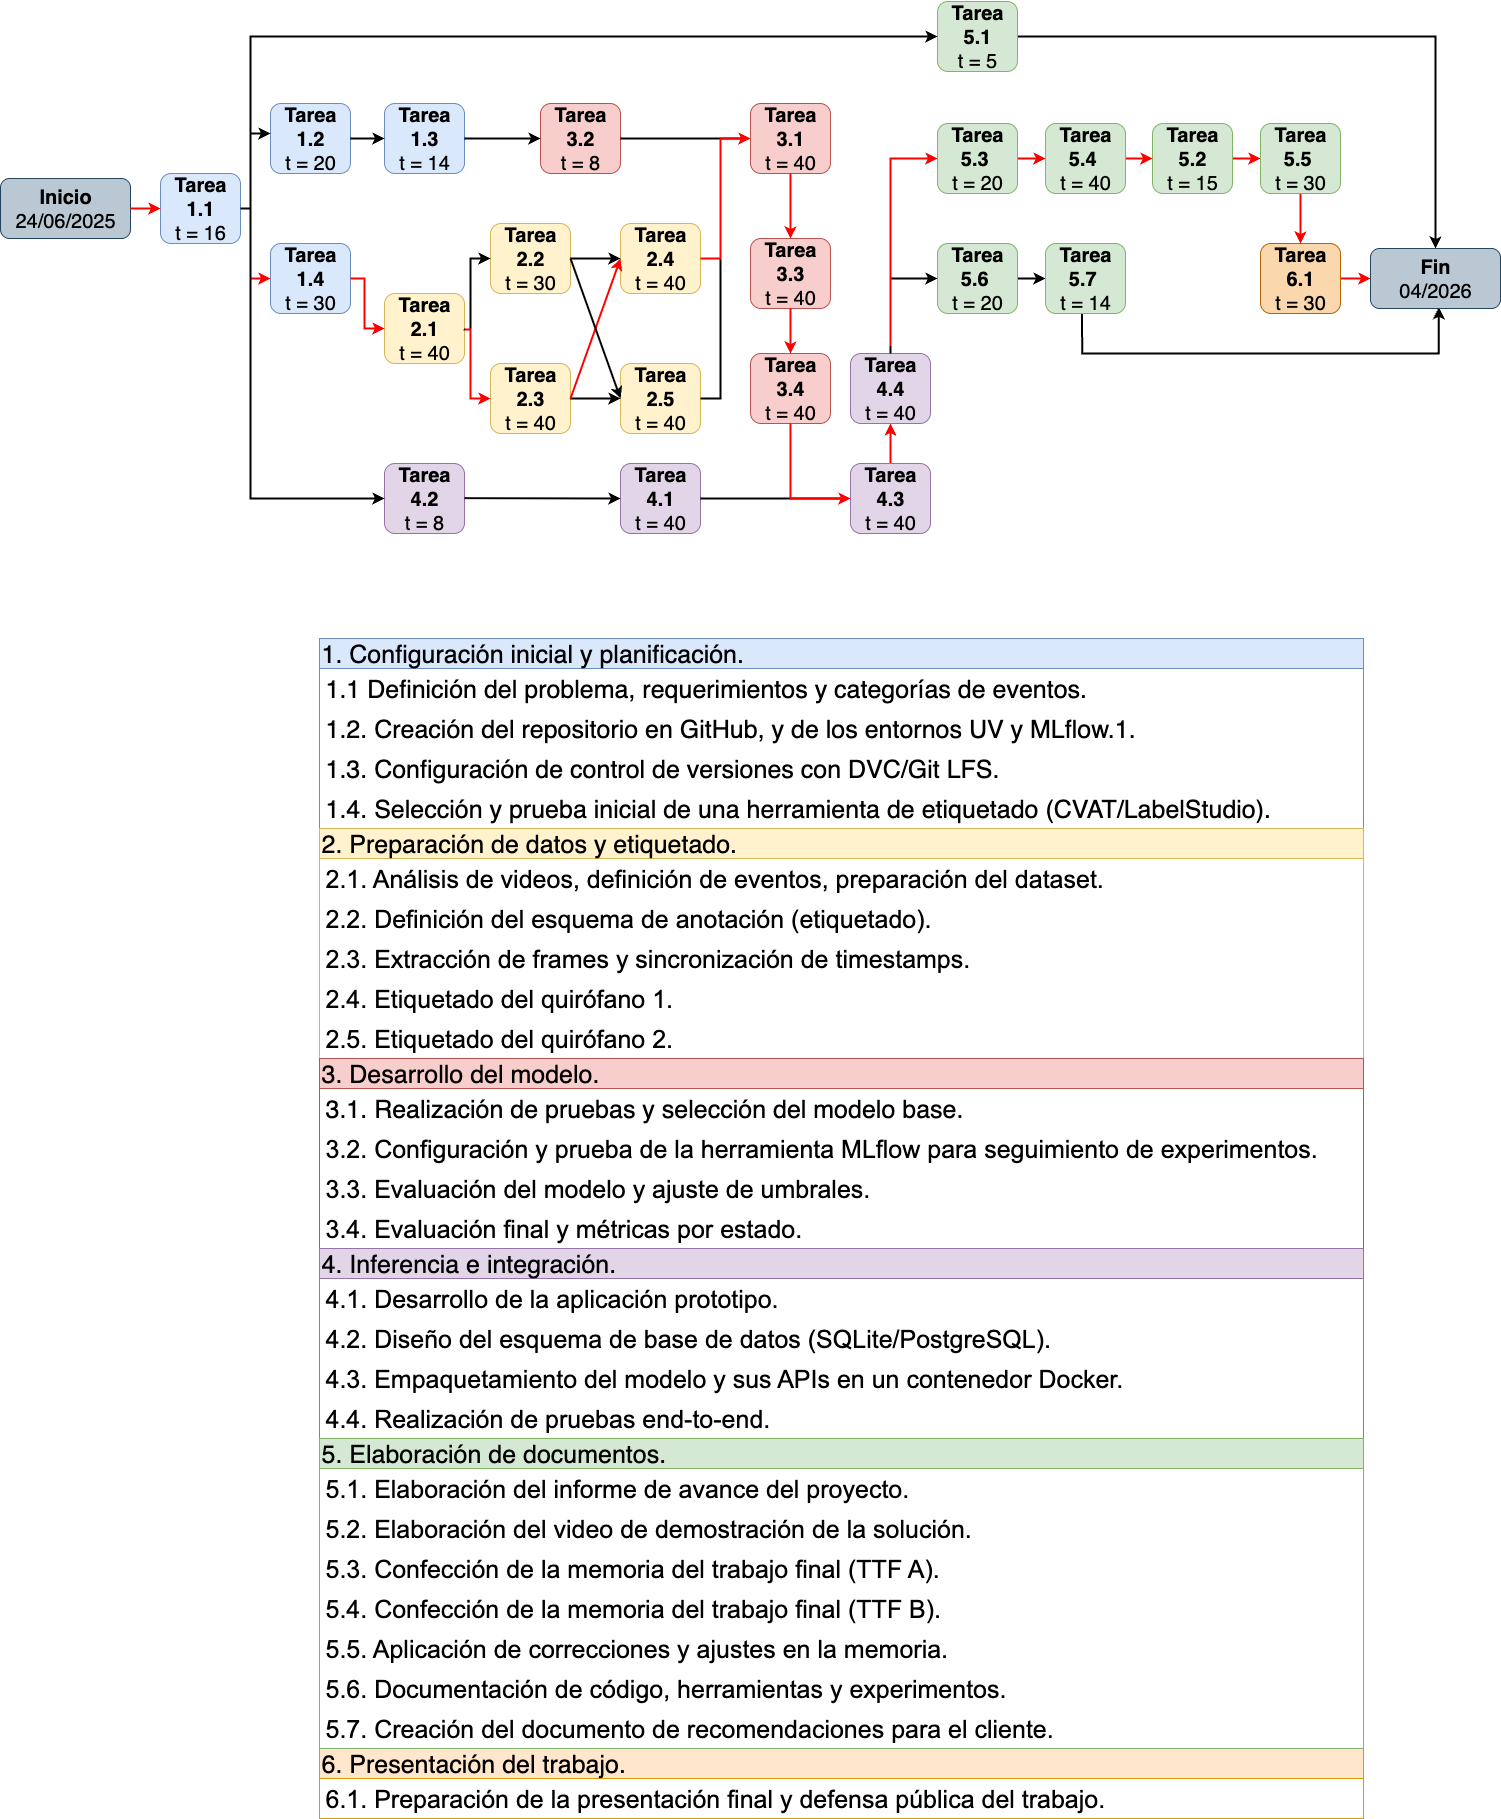 Tarea
5.1
t = 5
Tarea
1.2
t = 20
Tarea
1.3
t = 14
Tarea
3.2
t = 8
Tarea
3.1
t = 40
Tarea
5.3
t = 20
Tarea
5.4
t = 40
Tarea
5.2
t = 15
Tarea
5.5
t = 30
Inicio
24/06/2025
Tarea
1.1
t = 16
Tarea
1.4
t = 30
Tarea
2.1
t = 40
Tarea
2.2
t = 30
Tarea
2.4
t = 40
Tarea
3.3
t = 40
Tarea
5.6
t = 20
Tarea
5.7
t = 14
Tarea
6.1
t = 30
Fin
04/2026
Tarea
2.3
t = 40
Tarea
2.5
t = 40
Tarea
3.4
t = 40
Tarea
4.4
t = 40
Tarea
4.2
t = 8
Tarea
4.1
t = 40
Tarea
4.3
t = 40
1. Configuración inicial y planificación.
1.1 Definición del problema, requerimientos y categorías de eventos.
1.2. Creación del repositorio en GitHub, y de los entornos UV y MLflow.1.
1.3. Configuración de control de versiones con DVC/Git LFS.
1.4. Selección y prueba inicial de una herramienta de etiquetado (CVAT/LabelStudio).
2. Preparación de datos y etiquetado.
2.1. Análisis de videos, definición de eventos, preparación del dataset.
2.2. Definición del esquema de anotación (etiquetado).
2.3. Extracción de frames y sincronización de timestamps.
2.4. Etiquetado del quirófano 1.
2.5. Etiquetado del quirófano 2.
3. Desarrollo del modelo.
3.1. Realización de pruebas y selección del modelo base.
3.2. Configuración y prueba de la herramienta MLflow para seguimiento de experimentos.
3.3. Evaluación del modelo y ajuste de umbrales.
3.4. Evaluación final y métricas por estado.
4. Inferencia e integración.
4.1. Desarrollo de la aplicación prototipo.
4.2. Diseño del esquema de base de datos (SQLite/PostgreSQL).
4.3. Empaquetamiento del modelo y sus APIs en un contenedor Docker.
4.4. Realización de pruebas end-to-end.
5. Elaboración de documentos.
5.1. Elaboración del informe de avance del proyecto.
5.2. Elaboración del video de demostración de la solución.
5.3. Confección de la memoria del trabajo final (TTF A).
5.4. Confección de la memoria del trabajo final (TTF B).
5.5. Aplicación de correcciones y ajustes en la memoria.
5.6. Documentación de código, herramientas y experimentos.
5.7. Creación del documento de recomendaciones para el cliente.
6. Presentación del trabajo.
6.1. Preparación de la presentación final y defensa pública del trabajo.